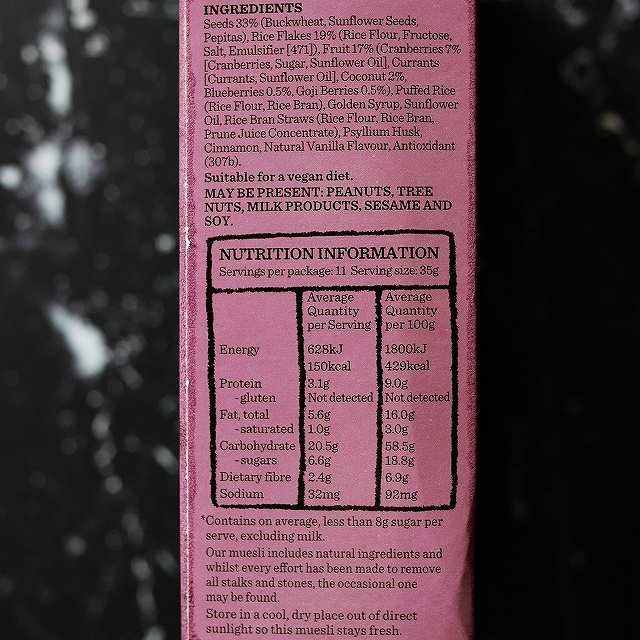 INGREDIENTS
Seeds 33% (Buckwheat, Sunflower Seeds,
Pepitas), Rice Flakes 19% (Rice Flour, Fructose,
Salt, Emulsifier [471]), Fruit 17% (Cranberries 7%
[Cranberries, Sugar, Sunflower Oil], Currants
[Currants, Sunflower Oil], Coconut 2%,
Blueberries 0.5%, Goji Berries 0.5%), Puffed Rice
(Rice Flour, Rice Bran), Golden Syrup, Sunflower
Oil, Rice Bran Straws (Rice Flour, Rice Bran,
Prune Juice Concentrate), Psyllium Husk,
Cinnamon, Natural Vanilla Flavour, Antioxidant
(307b).
Suitable for a vegan diet.
MAY BE PRESENT: PEANUTS, TREE
NUTS, MILK PRODUCTS, SESAME AND
SOY.
NUTRITION INFORMATION
Servings per package: 11 Serving size: 35g
Average Quantity per Serving Average Quantity per 100g
Energy 628kJ 1800kJ
150kcal 429kcal
Protein 3.1g 9.0g
-gluten Not detected Not detected
Fat, total 5.6g 16.0g
-saturated 1.0g 3.0g
Carbohydrate 20.5g 58.5g
-sugars 6.6g 18.8g
Dietary fibre 2.4g 6.9g
Sodium 32mg 92mg
*Contains on average, less than 8g sugar per
serve, excluding milk.
Our muesli includes natural ingredients and
whilst every effort has been made to remove
all stalks and stones, the occasional one
may be found.
Store in a cool, dry place out of direct
sunlight so this muesli stays fresh.